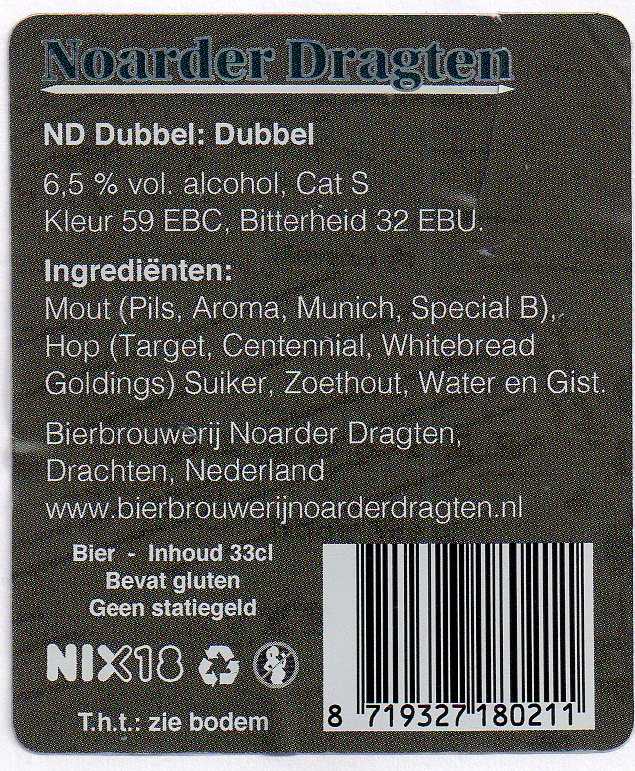 Noarder Dragten
ND Dubbel: Dubbel
6,5 % vol. alcohol, Cat S
Kleur 59 EBC, Bitterheid 32 EBU.
Ingrediënten:
Mout (Pils, Aroma, Munich, Special B),
Hop (Target, Centennial, Whitebread
Goldings) Suiker, Zoethout, Water en Gist.
Bierbrouwerij Noarder Dragten,
Drachten, Nederland
www.bierbrouwerijnoarderdragten.nl
Bier - Inhoud 33cl
Bevat gluten
Geen statiegeld
NIX18
T.h.t.: zie bodem
8 719327 180211